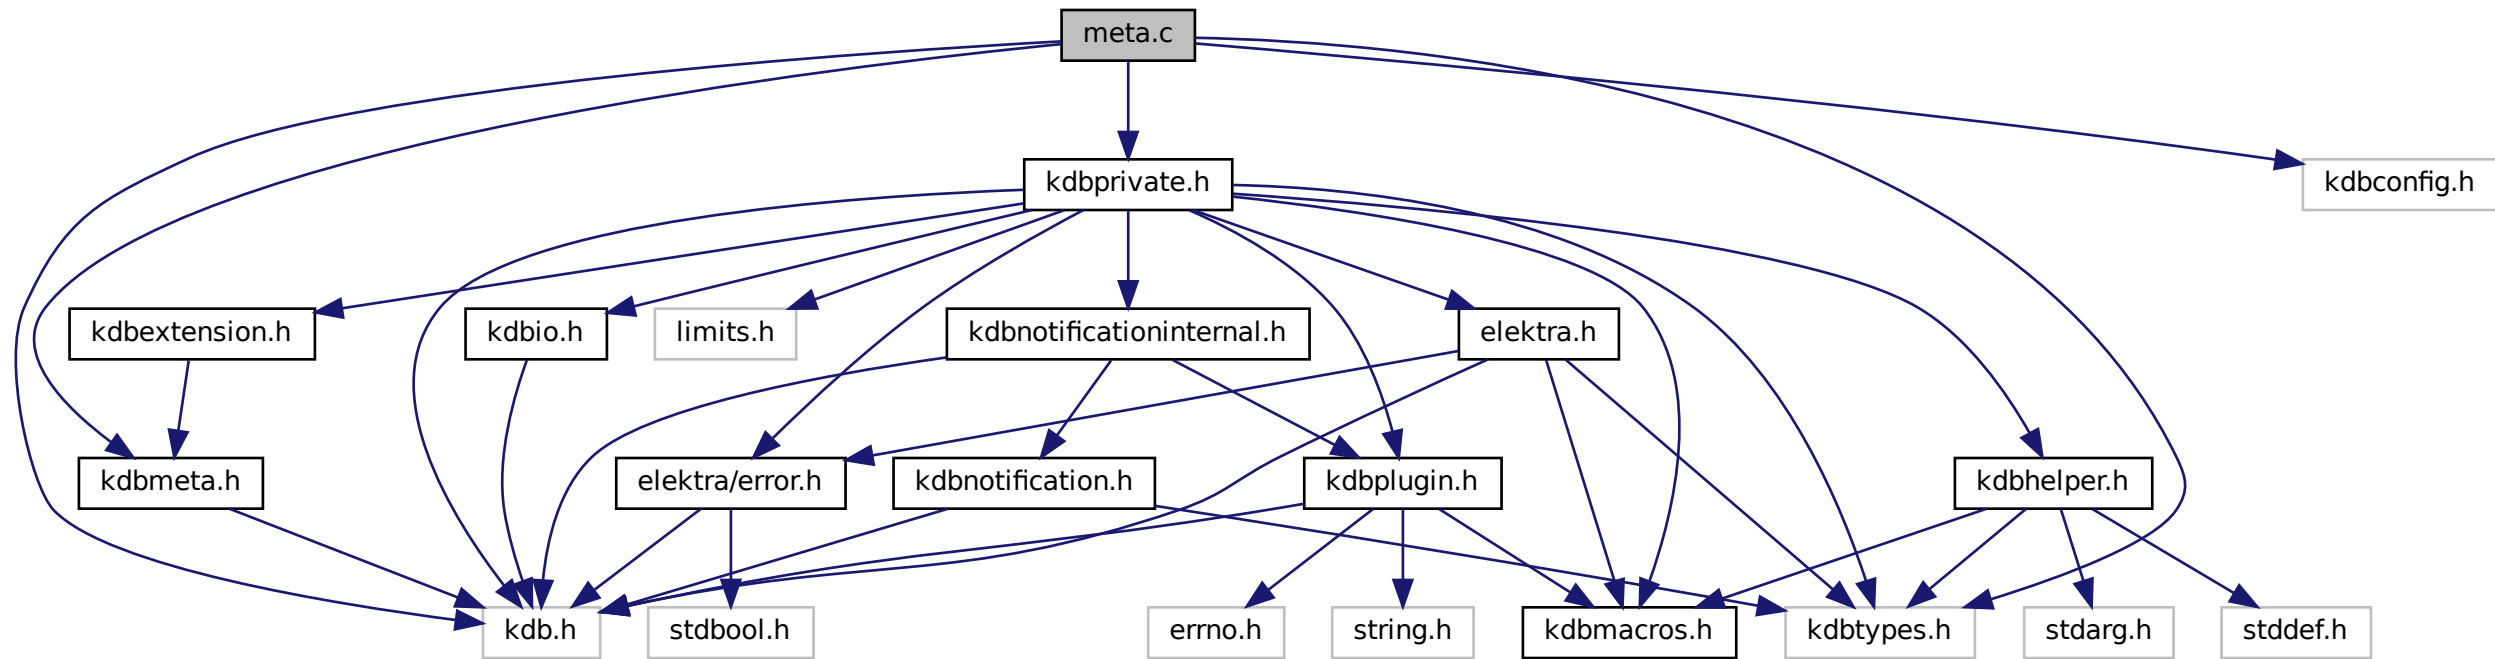 meta.c
kdbprivate.h
kdbconfig.h
kdbextension.h
kdbio.h
limits.h
kdbnotificationinternal.h
elektra.h
kdbmeta.h
elektra/error.h
kdbnotification.h
kdbplugin.h
kdbhelper.h
kdb.h
stdbool.h
errno.h
string.h
kdbmacros.h
kdbtypes.h
stdarg.h
stddef.h